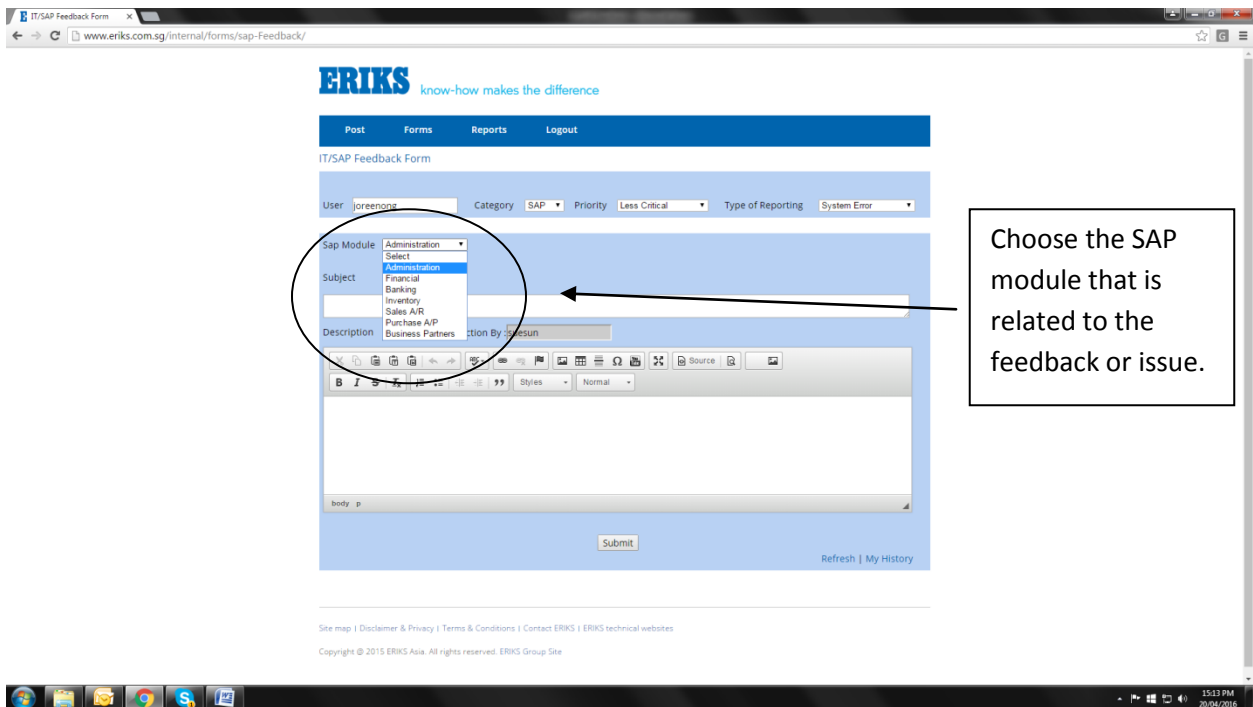 IT/SAP Feedback Form
www.eriks.com.sg/internal/forms/sap-Feedback/
ERIKS know-how makes the difference
Post Forms Reports Logout
IT/SAP Feedback Form
User joreenong Category SAP Priority Less Critical Type of Reporting System Error
Sap Module Administration
Select
Administration
Subject Financial
Banking
Inventory
Sales A/R
Purchase A/P
Description Business Partners ction By :
Source
B I S Styles Normal
body p
Submit
Refresh | My History
Choose the SAP
module that is
related to the
feedback or issue.
Site map | Disclaimer & Privacy | Terms & Conditions | Contact ERIKS | ERIKS technical websites
Copyright @ 2015 ERIKS Asia. All rights reserved. ERIKS Group Site
15:13 PM
20/04/2016